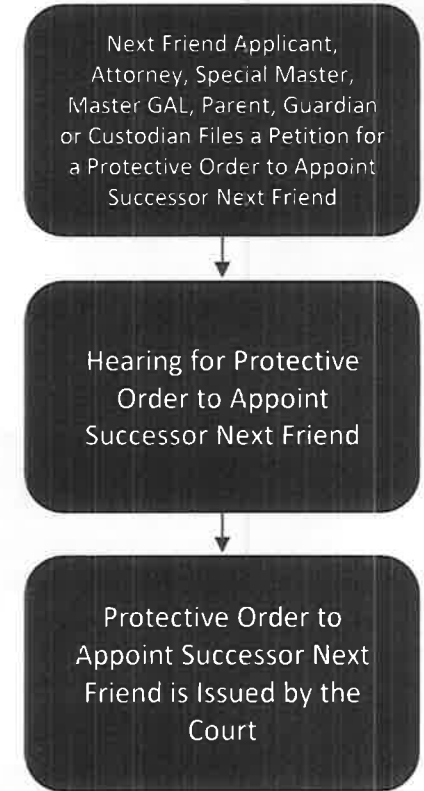 Next Friend Applicant,
Attorney, Special Master,
Master GAL, Parent, Guardian
or Custodian Files a Petition for
a Protective Order to Appoint
Successor Next Friend
Hearing for Protective
Order to Appoint
Successor Next Friend
Protective Order to
Appoint Successor Next
Friend is Issued by the
Court